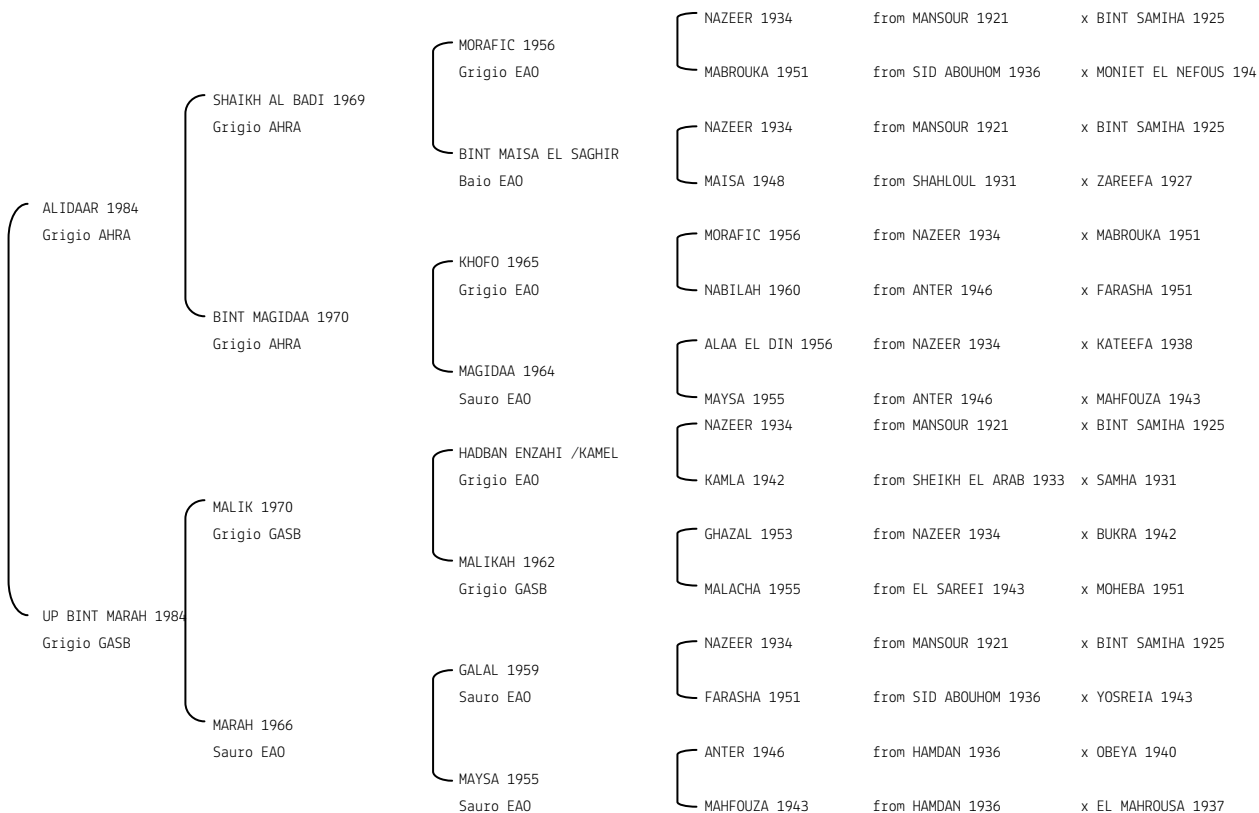 NAZEER 1934 from MANSOUR 1921 x BINT SAMIHA 1925
MORAFIC 1956
Grigio EAO
MABROUKA 1951 from SID ABOUHOM 1936 x MONIET EL NEFOUS 194
SHAIKH AL BADI 1969
Grigio AHRA
NAZEER 1934 from MANSOUR 1921 x BINT SAMIHA 1925
BINT MAISA EL SAGHIR
Baio EAO
MAISA 1948 from SHAHLOUL 1931 x ZAREEFA 1927
ALIDAAR 1984
Grigio AHRA
MORAFIC 1956 from NAZEER 1934 x MABROUKA 1951
KHOFO 1965
Grigio EAO
NABILAH 1960 from ANTER 1946 x FARASHA 1951
BINT MAGIDAA 1970
Grigio AHRA
ALAA EL DIN 1956 from NAZEER 1934 x KATEEFA 1938
MAGIDAA 1964
Sauro EAO
MAYSA 1955 from ANTER 1946 x MAHFOUZA 1943
NAZEER 1934 from MANSOUR 1921 x BINT SAMIHA 1925
HADBAN ENZAHI /KAMEL
Grigio EAO
KAMLA 1942 from SHEIKH EL ARAB 1933 x SAMHA 1931
MALIK 1970
Grigio GASB
GHAZAL 1953 from NAZEER 1934 x BUKRA 1942
MALIKAH 1962
Grigio GASB
MALACHA 1955 from EL SAREEI 1943 x MOHEBA 1951
UP BINT MARAH 1984
Grigio GASB
NAZEER 1934 from MANSOUR 1921 x BINT SAMIHA 1925
GALAL 1959
Sauro EAO
FARASHA 1951 from SID ABOUHOM 1936 x YOSREIA 1943
MARAH 1966
Sauro EAO
ANTER 1946 from HAMDAN 1936 x OBEYA 1940
MAYSA 1955
Sauro EAO
MAHFOUZA 1943 from HAMDAN 1936 x EL MAHROUSA 1937